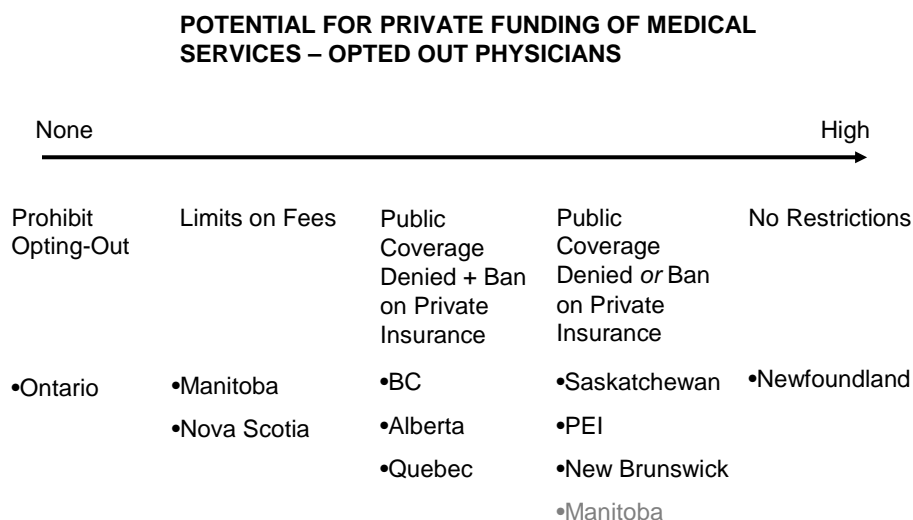 POTENTIAL FOR PRIVATE FUNDING OF MEDICAL
SERVICES – OPTED OUT PHYSICIANS
None
High
Prohibit
Opting-Out
Limits on Fees
Public
Coverage
Denied + Ban
on Private
Insurance
Public
Coverage
Denied or Ban
on Private
Insurance
No Restrictions
•Ontario
•Manitoba
•Nova Scotia
•BC
•Alberta
•Quebec
•Saskatchewan
•PEI
•New Brunswick
•Manitoba
•Newfoundland